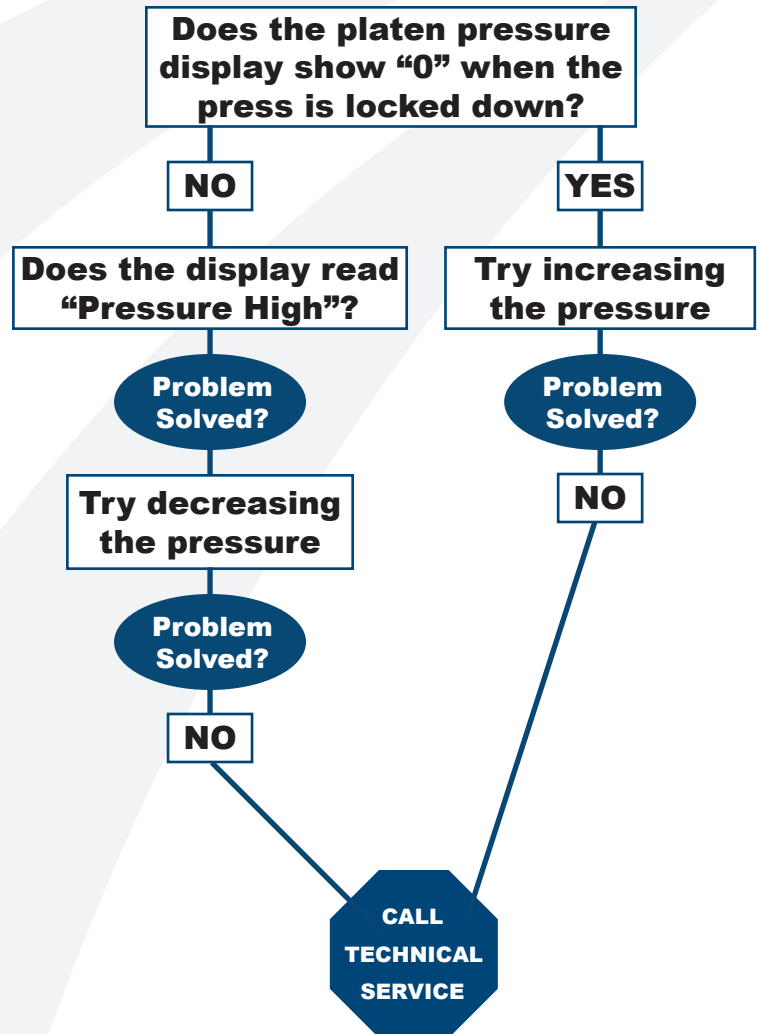 Does the platen pressure
display show “0” when the
press is locked down?
NO
YES
Does the display read
“Pressure High”?
Try increasing
the pressure
Problem
Solved?
Problem
Solved?
Try decreasing
the pressure
NO
Problem
Solved?
NO
CALL
TECHNICAL
SERVICE